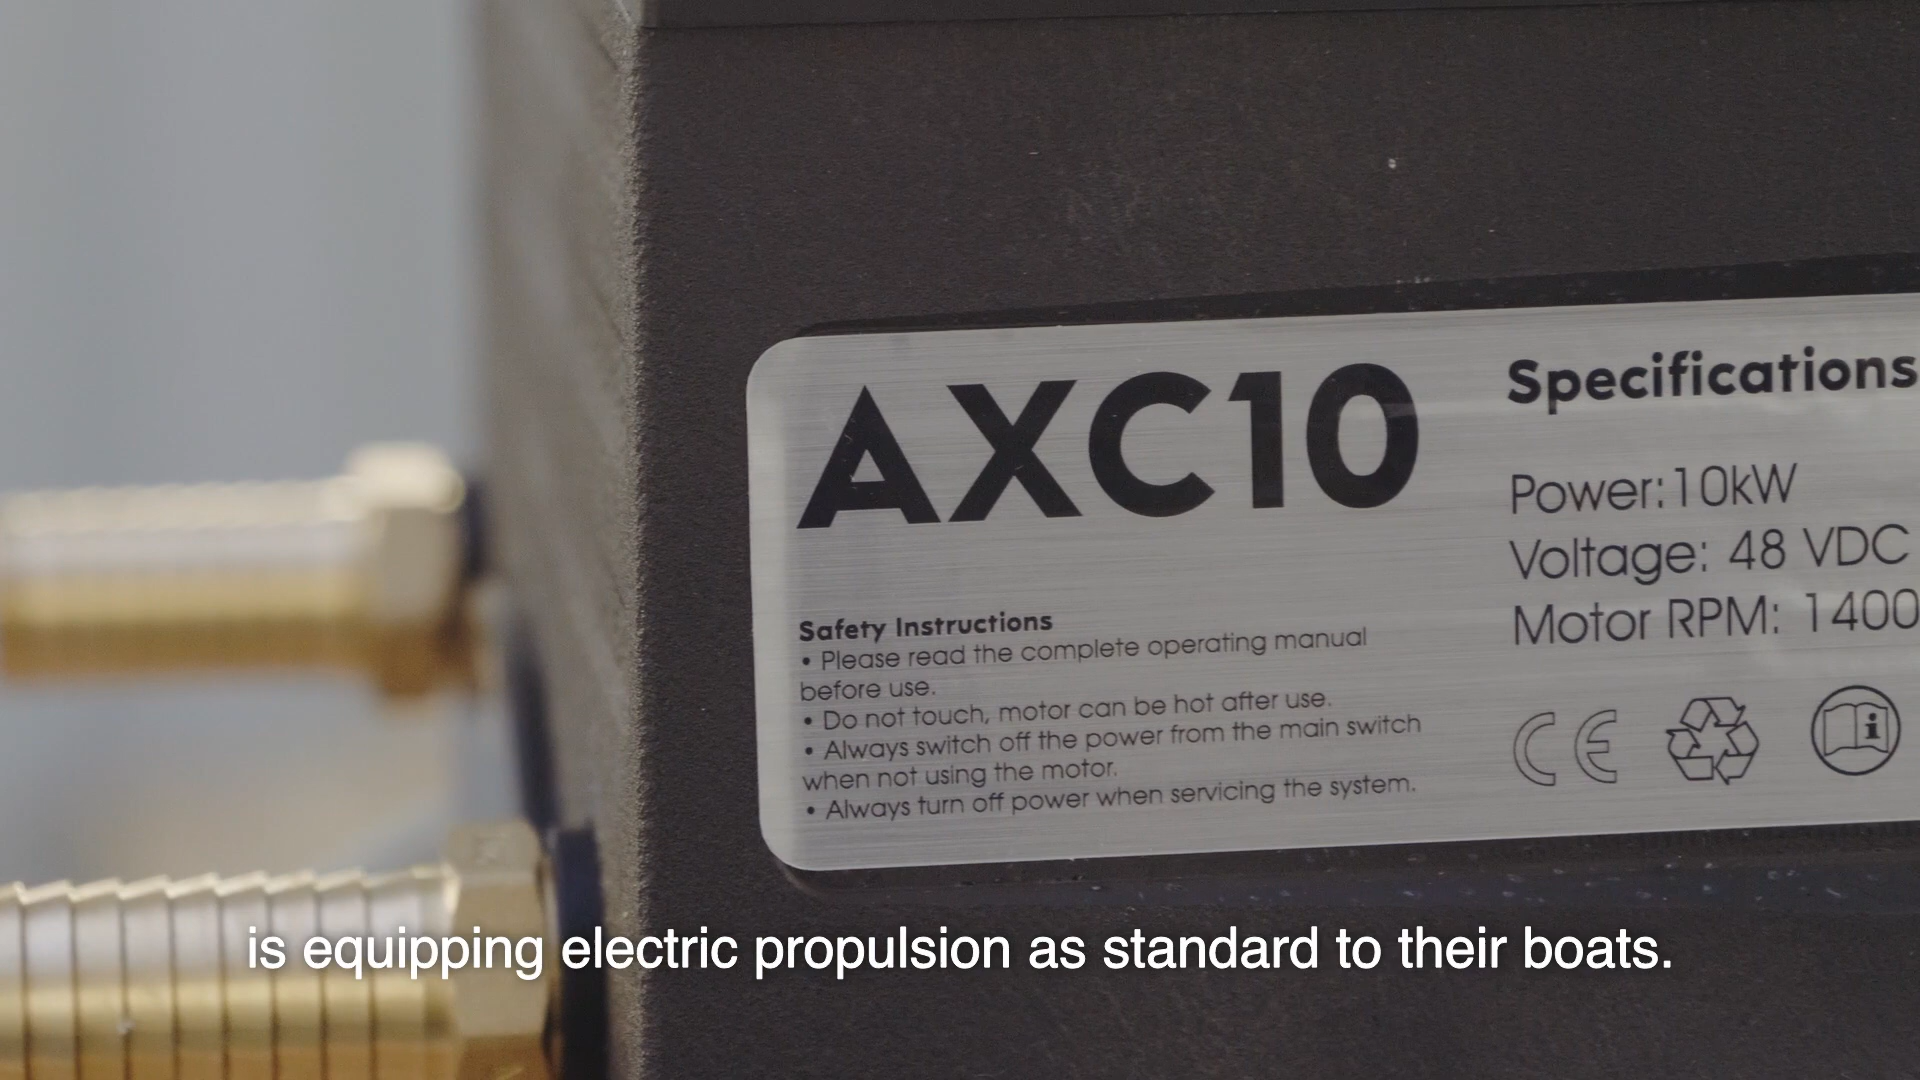 AXC10
Safety Instructions
• Please read the complete operating manual
before use.
• Do not touch, motor can be hot after use.
• Always switch off the power from the main switch
when not using the motor.
• Always turn off power when servicing the system.
Specifications
Power:10kW
Voltage: 48 VDC
Motor RPM: 1400
CE
is equipping electric propulsion as standard to their boats.